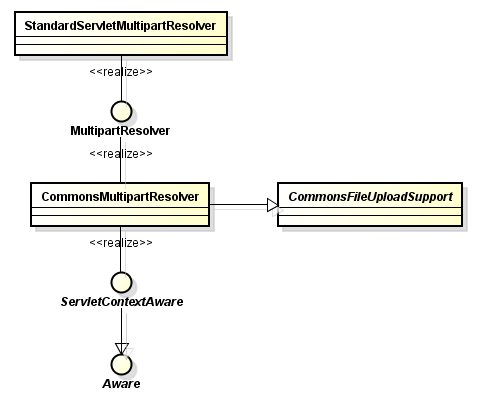 StandardServletMultipartResolver
<<realize>>
MultipartResolver
<<realize>>
CommonsMultipartResolver
CommonsFileUploadSupport
<<realize>>
ServletContextAware
Aware